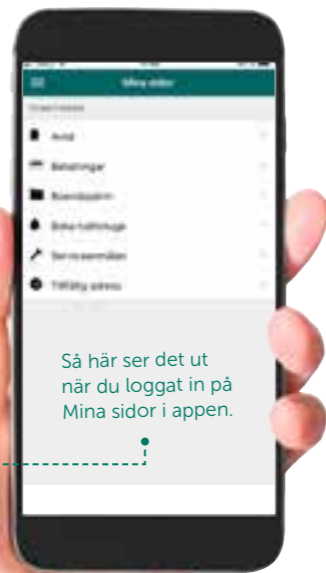 Mina sidor
Avtal
Betalningar
Boendepärm
Boka tvättstuga
Serviceanmälan
Tillfällig adress
Så här ser det ut
när du loggat in på
Mina sidor i appen.